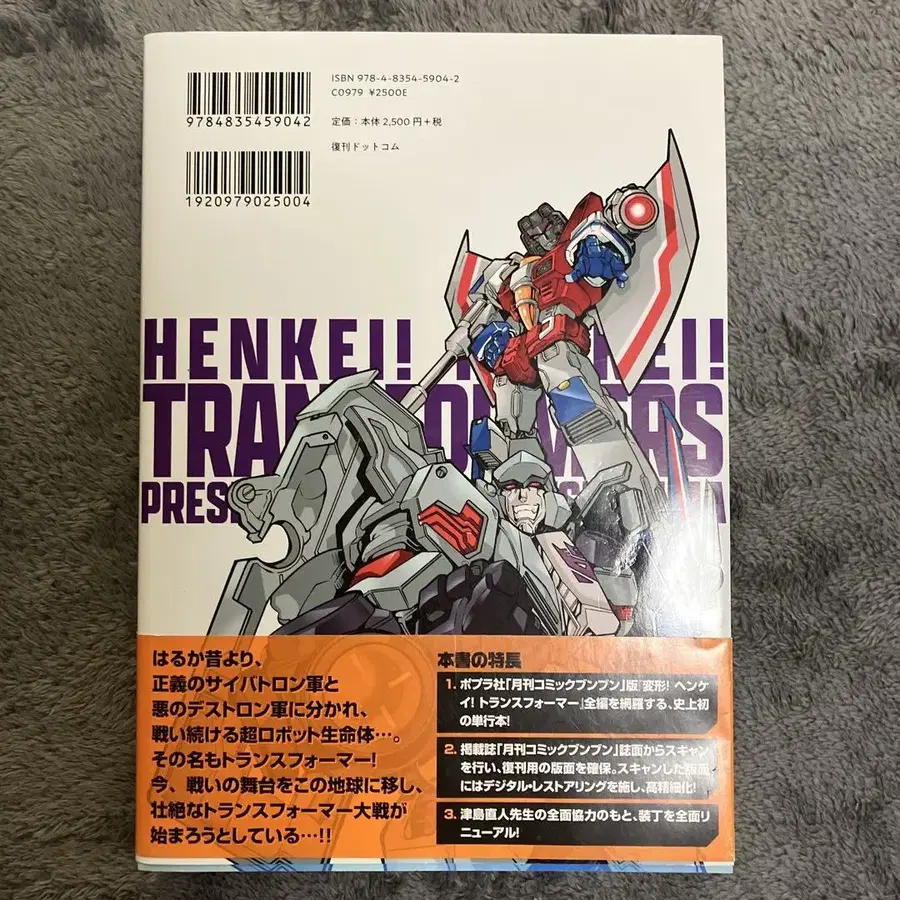 ISBN 978-4-8354-5904-2
C0979 ¥2500E
9784835459042
定価：本体2,500円＋税
復刊ドットコム
1920979025004
HENKEI!
はるか昔より、
正義のサイバトロン軍と
悪のデストロン軍に分かれ、
戦い続ける超ロボット生命体…。
その名もトランスフォーマー!
今、戦いの舞台をこの地球に移し、
壮絶なトランスフォーマー大戦が
始まろうとしている…!!
本書の特長
1. ポプラ社「月刊コミックブンブン」版『変形! ヘンケ
イ! トランスフォーマー』全編を網羅する、史上初
の単行本!
2. 掲載誌「月刊コミックブンブン」誌面からスキャン
を行い、復刊用の版面を確保。スキャンした版面
にはデジタル・レストアリングを施し、高精細化!
3. 津島直人先生の全面協力のもと、装丁を全面リ
ニューアル!